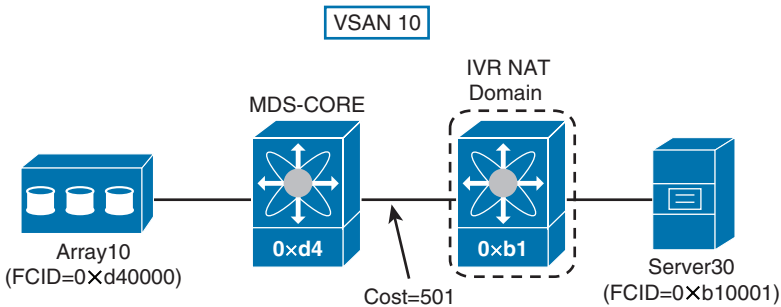 VSAN 10
IVR NAT
Domain
MDS-CORE
0×d4
0×b1
Array10
(FCID=0×d40000)
Cost=501
Server30
(FCID=0×b10001)